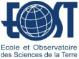 EOST
Ecole et Observatoire
des Sciences de la Terre